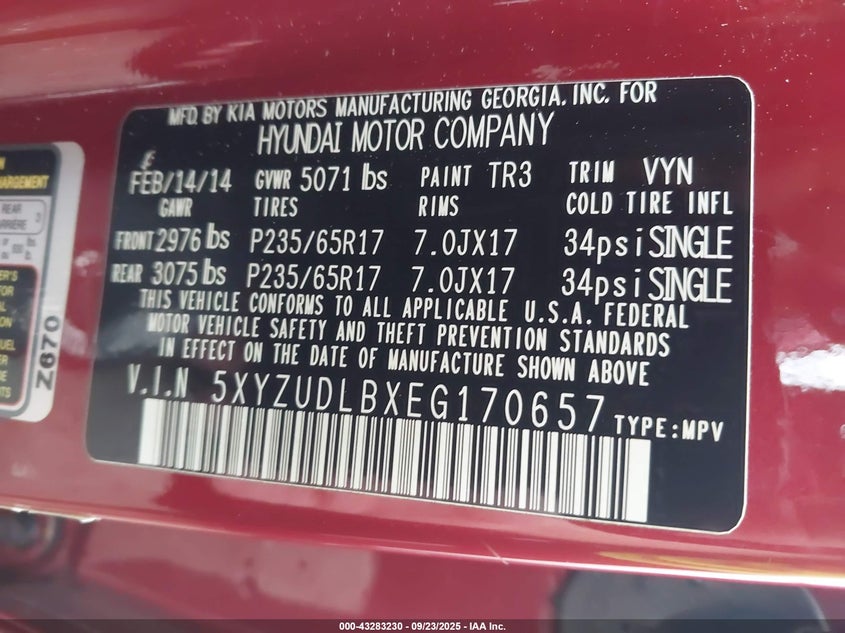 MFD. BY KIA MOTORS MANUFACTURING GEORGIA, INC. FOR
HYUNDAI MOTOR COMPANY
FEB/14/14 GVWR 5071 lbs PAINT TR3 TRIM VYN
GAWR TIRES RIMS COLD TIRE INFL
FRONT 2976 lbs P235/65R17 7.0JX17 34psi SINGLE
REAR 3075 lbs P235/65R17 7.0JX17 34psi SINGLE
THIS VEHICLE CONFORMS TO ALL APPLICABLE U.S.A. FEDERAL
MOTOR VEHICLE SAFETY AND THEFT PREVENTION STANDARDS
IN EFFECT ON THE DATE OF MANUFACTURE SHOWN ABOVE
V.I.N 5XYZUDLBXEG170657 TYPE:MPV
REAR
Z670
000-43283230 - 09/23/2025 - IAA Inc.